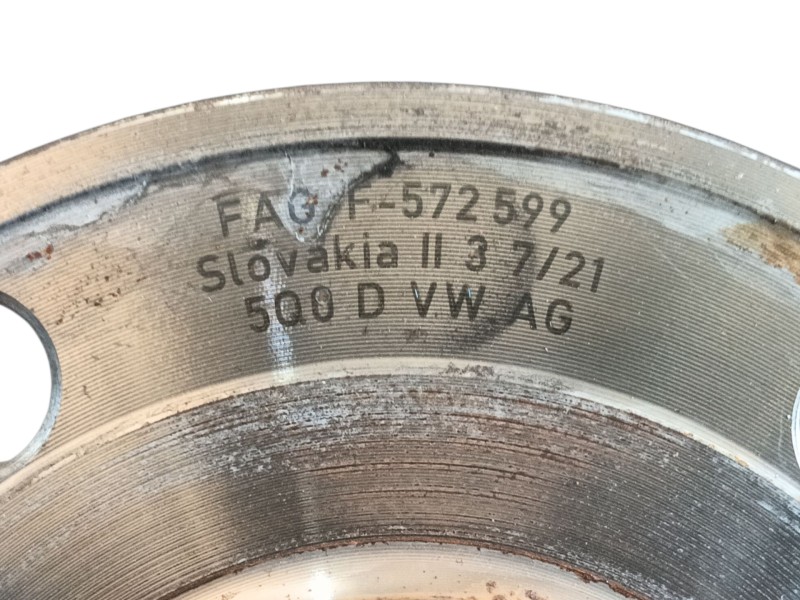 FAG F-572599
Slovakia II 3 7/21
5Q0 D VW AG